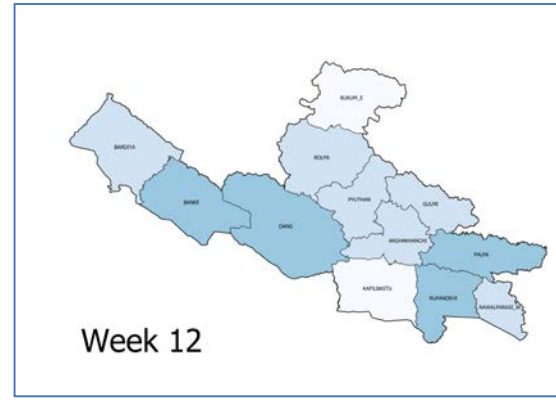 RUKUM_E
BARDIYA
ROLPA
BANKE
PYUTHAN
GULMI
DANG
ARGHAKHANCHI
PALPA
KAPILBASTU
RUPANDEHI
NAWALPARASI_W
Week 12